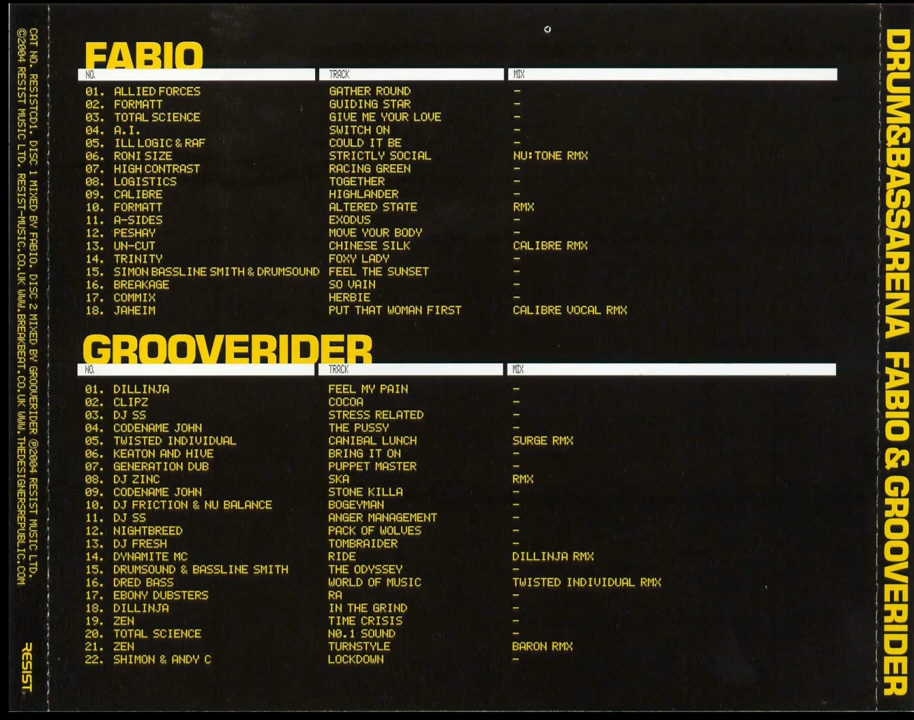 FABIO
NO. TRACK MIX
01. ALLIED FORCES GATHER ROUND -
02. FORMATT GUIDING STAR -
03. TOTAL SCIENCE GIVE ME YOUR LOVE -
04. A.I. SWITCH ON -
05. ILL LOGIC & RAF COULD IT BE -
06. RONI SIZE STRICTLY SOCIAL NU:TONE RMX
07. HIGH CONTRAST RACING GREEN -
08. LOGISTICS TOGETHER -
09. CALIBRE HIGHLANDER -
10. FORMATT ALTERED STATE RMX
11. A-SIDES EXODUS -
12. PESHAY MOVE YOUR BODY -
13. UN-CUT CHINESE SILK CALIBRE RMX
14. TRINITY FOXY LADY -
15. SIMON BASSLINE SMITH & DRUMSOUND FEEL THE SUNSET -
16. BREAKAGE SO VAIN -
17. COMMIX HERBIE -
18. JAHEIM PUT THAT WOMAN FIRST CALIBRE VOCAL RMX
GROOVERIDER
NO. TRACK MIX
01. DILLINJA FEEL MY PAIN -
02. CLIPZ COCOA -
03. DJ SS STRESS RELATED -
04. CODENAME JOHN THE PUSSY -
05. TWISTED INDIVIDUAL CANIBAL LUNCH SURGE RMX
06. KEATON AND HIVE BRING IT ON -
07. GENERATION DUB PUPPET MASTER -
08. DJ ZINC SKA RMX
09. CODENAME JOHN STONE KILLA -
10. DJ FRICTION & NU BALANCE BOGEYMAN -
11. DJ SS ANGER MANAGEMENT -
12. NIGHTBREED PACK OF WOLVES -
13. DJ FRESH TOMBRAIDER -
14. DYNAMITE MC RIDE DILLINJA RMX
15. DRUMSOUND & BASSLINE SMITH THE ODYSSEY -
16. DRED BASS WORLD OF MUSIC TWISTED INDIVIDUAL RMX
17. EBONY DUBSTERS RA -
18. DILLINJA IN THE GRIND -
19. ZEN TIME CRISIS -
20. TOTAL SCIENCE N0.1 SOUND -
21. ZEN TURNSTYLE BARON RMX
22. SHIMON & ANDY C LOCKDOWN -
CAT NO. RESISTCD1. DISC 1 MIXED BY FABIO. DISC 2 MIXED BY GROOVERIDER ℗2004 RESIST MUSIC LTD.
©2004 RESIST MUSIC LTD. RESIST-MUSIC.CO.UK WWW.BREAKBEAT.CO.UK WWW.THEDESIGNERSREPUBLIC.COM
RESIST.
DRUM&BASSARENA FABIO & GROOVERIDER